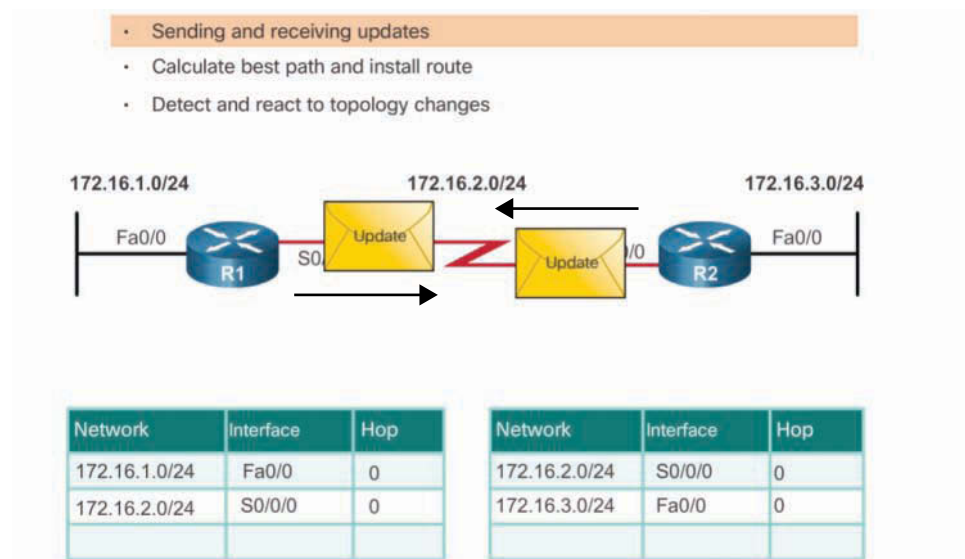 · Sending and receiving updates
· Calculate best path and install route
· Detect and react to topology changes
172.16.1.0/24 172.16.2.0/24 172.16.3.0/24
Fa0/0 Update Fa0/0
S0/ Update /0
R1 R2
Network Interface Hop
172.16.1.0/24 Fa0/0 0
172.16.2.0/24 S0/0/0 0
Network Interface Hop
172.16.2.0/24 S0/0/0 0
172.16.3.0/24 Fa0/0 0